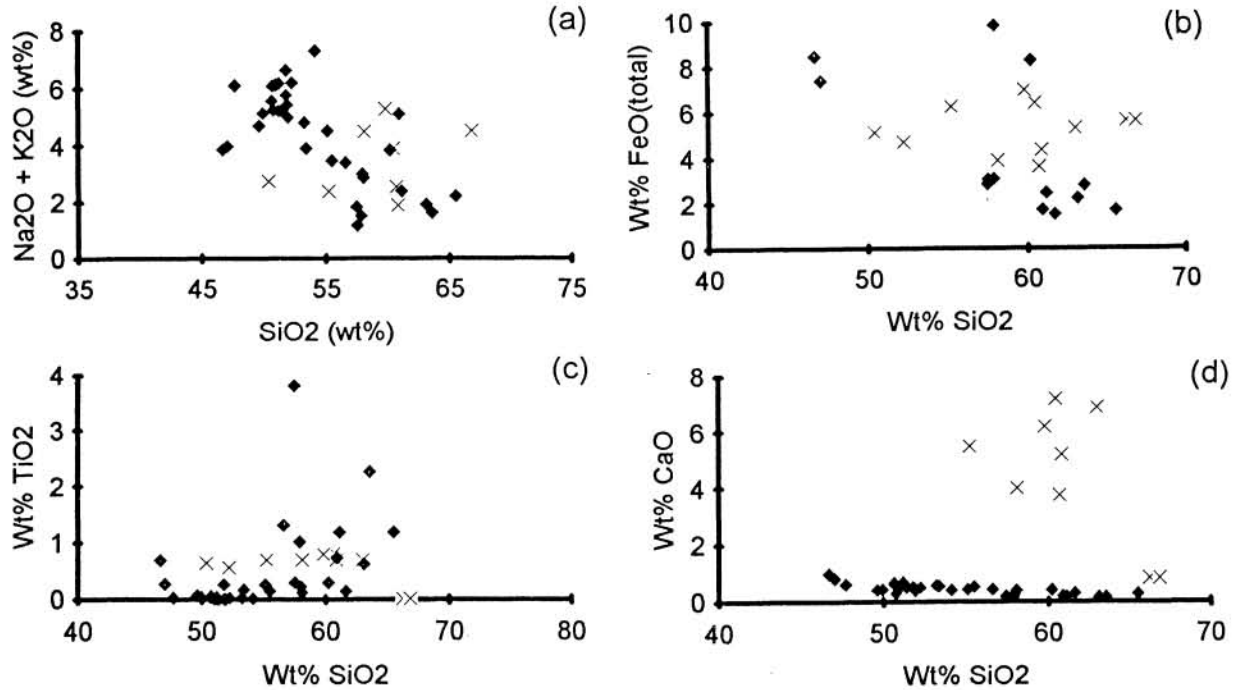 (a)
Na2O + K2O (wt%)
8
6
4
2
0
35 45 55 65 75
SiO2 (wt%)
(b)
Wt% FeO(total)
10
8
6
4
2
0
40 50 60 70
Wt% SiO2
(c)
Wt% TiO2
4
3
2
1
0
40 50 60 70 80
Wt% SiO2
(d)
Wt% CaO
8
6
4
2
0
40 50 60 70
Wt% SiO2